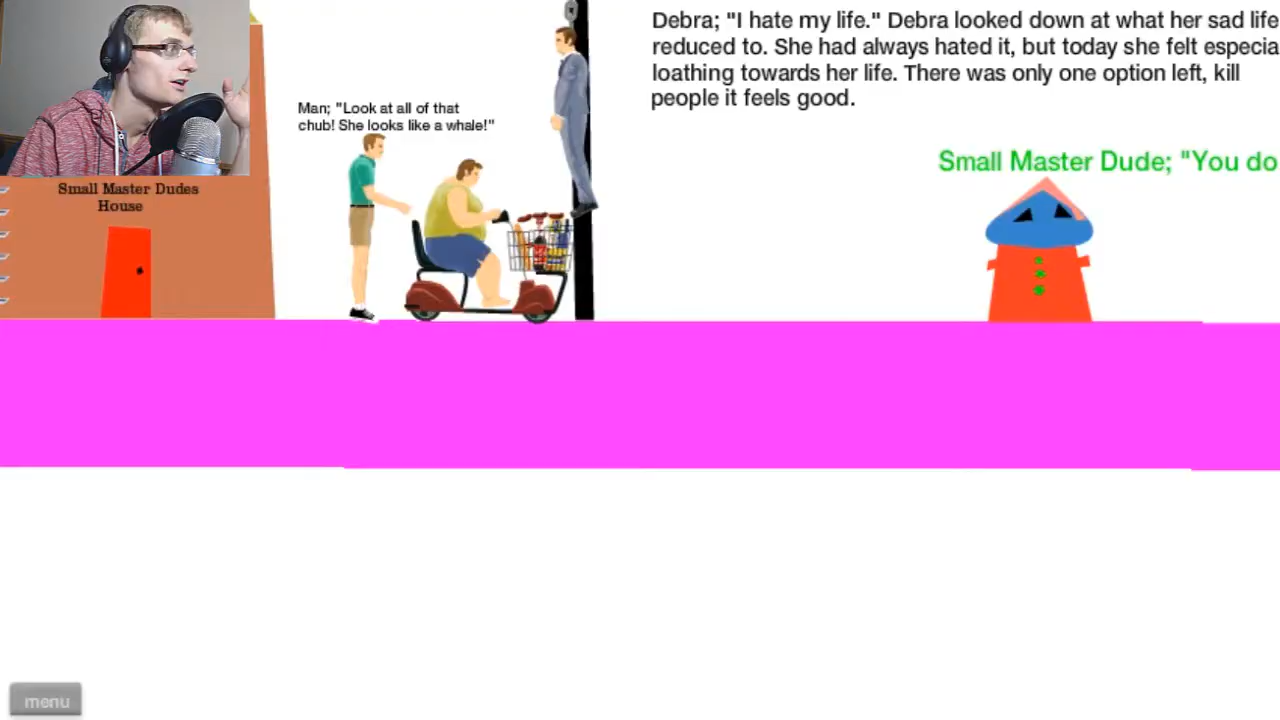 Debra; "I hate my life." Debra looked down at what her sad life
reduced to. She had always hated it, but today she felt especia
loathing towards her life. There was only one option left, kill
people it feels good.
Man; "Look at all of that
chub! She looks like a whale!"
Small Master Dude; "You do
Small Master Dudes
House
menu